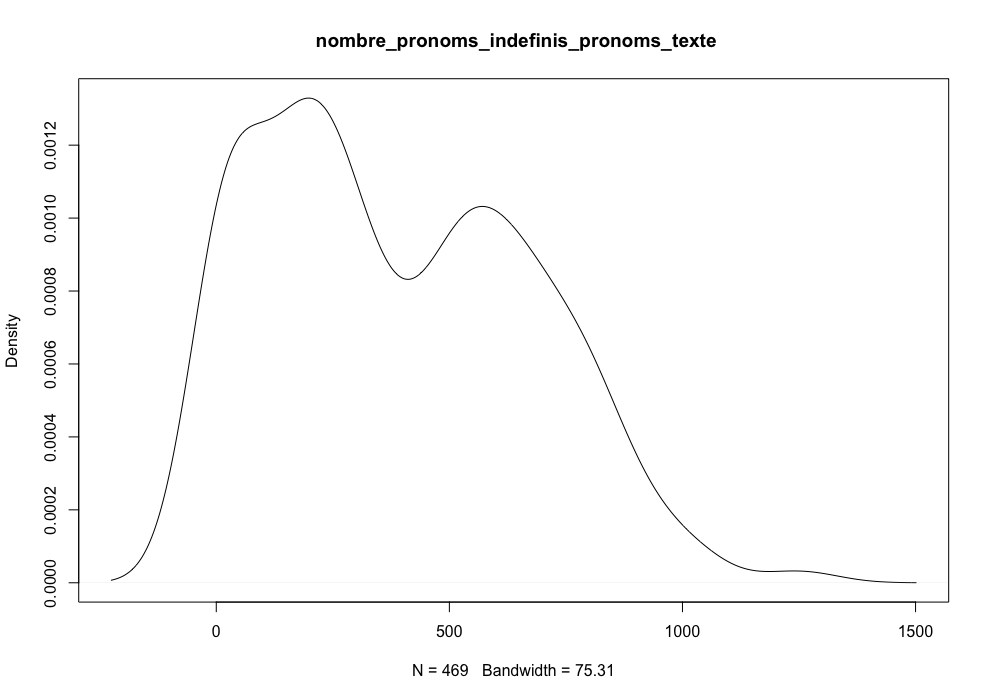 nombre_pronoms_indefinis_pronoms_texte
Density
0.0012
0.0010
0.0008
0.0006
0.0004
0.0002
0.0000
0 500 1000 1500
N = 469 Bandwidth = 75.31